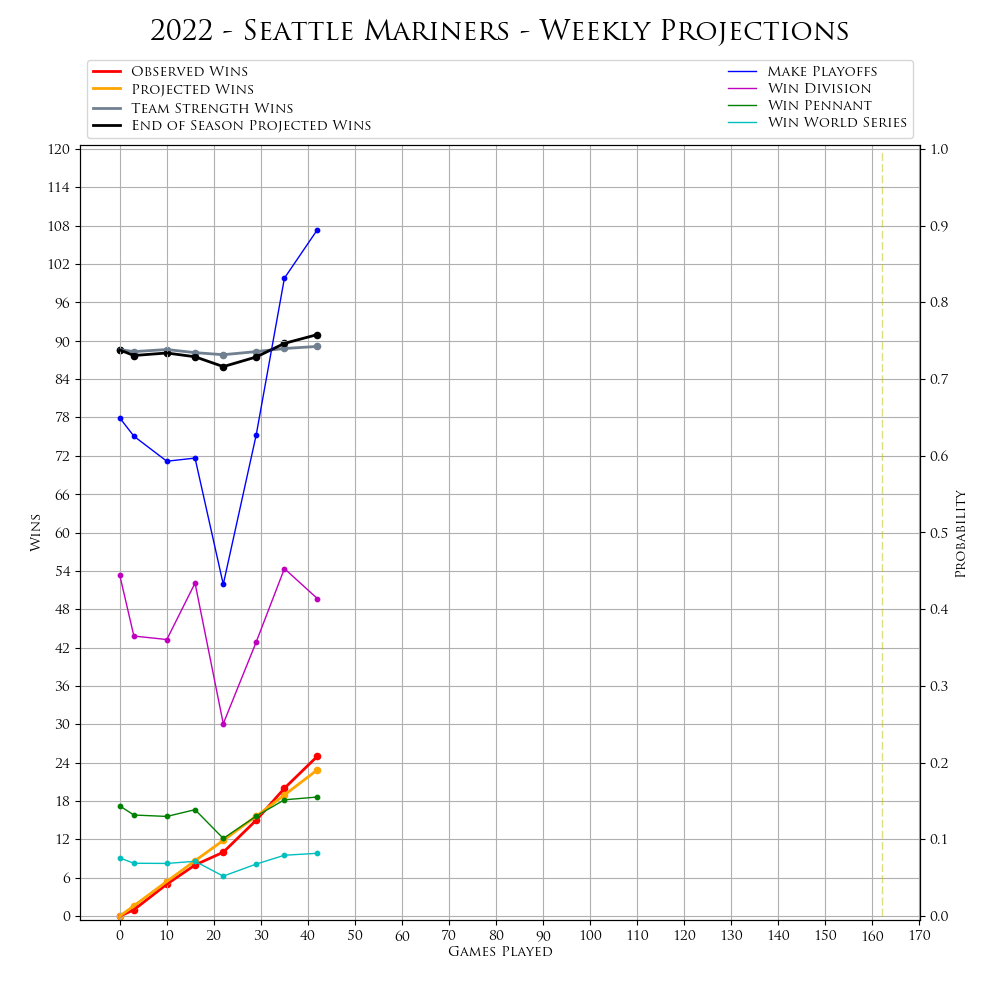 2022 - Seattle Mariners - Weekly Projections
Observed Wins
Projected Wins
Team Strength Wins
End of Season Projected Wins
Make Playoffs
Win Division
Win Pennant
Win World Series
120
114
108
102
96
90
84
78
72
66
60
54
48
42
36
30
24
18
12
6
0
Wins
1.0
0.9
0.8
0.7
0.6
0.5
0.4
0.3
0.2
0.1
0.0
Probability
0 10 20 30 40 50 60 70 80 90 100 110 120 130 140 150 160 170
Games Played